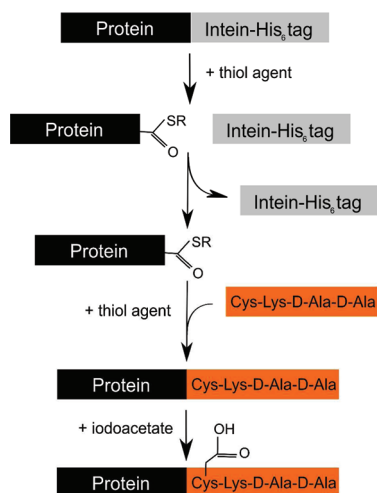 Protein Intein-His6tag
+ thiol agent
Protein SR O Intein-His6tag
Intein-His6tag
Protein SR O
+ thiol agent Cys-Lys-D-Ala-D-Ala
Protein Cys-Lys-D-Ala-D-Ala
+ iodoacetate OH
O
Protein Cys-Lys-D-Ala-D-Ala